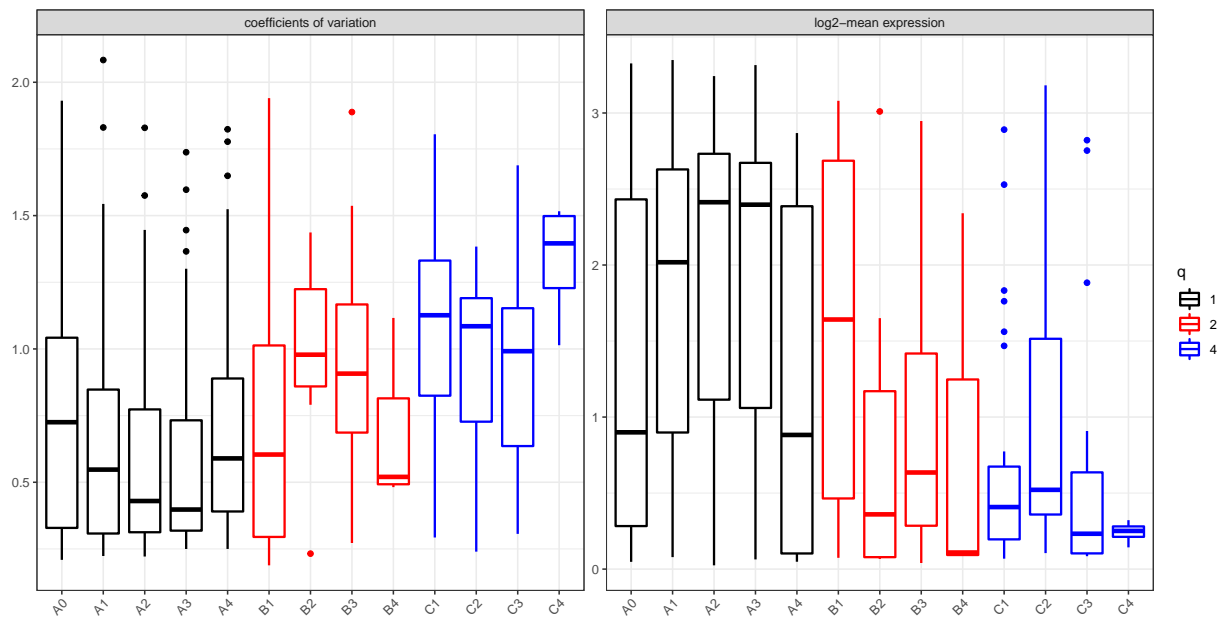 coefficients of variation
log2−mean expression
2.0
1.5
1.0
0.5
3
2
1
0
A0 A1 A2 A3 A4 B1 B2 B3 B4 C1 C2 C3 C4
A0 A1 A2 A3 A4 B1 B2 B3 B4 C1 C2 C3 C4
q
1
2
4